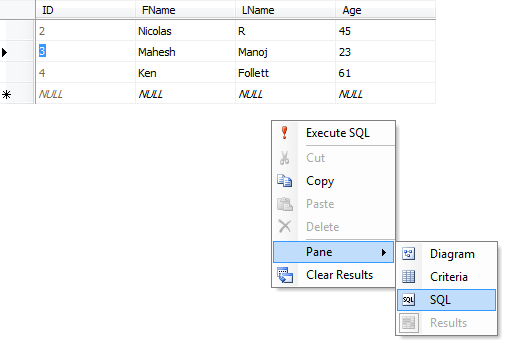 ID FName LName Age
2 Nicolas R 45
3 Mahesh Manoj 23
4 Ken Follett 61
NULL NULL NULL NULL
Execute SQL
Cut
Copy
Paste
Delete
Pane
Clear Results
Diagram
Criteria
SQL SQL
Results